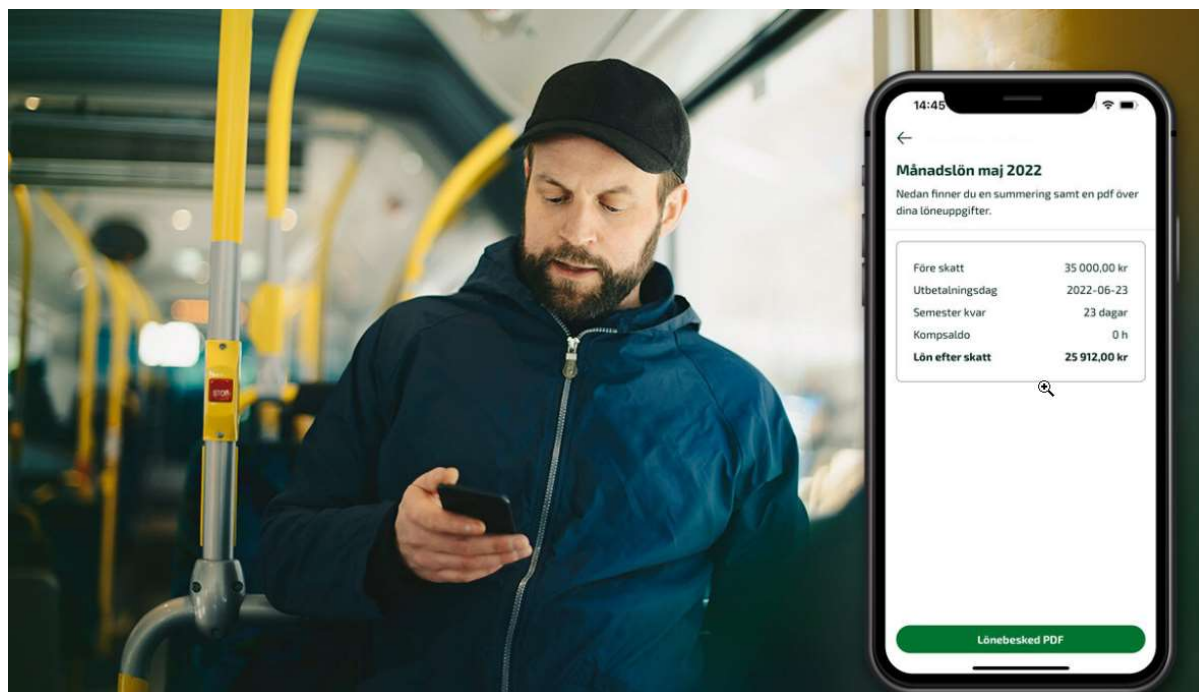 STOP
14:45
Månadslön maj 2022
Nedan finner du en summering samt en pdf över
dina löneuppgifter.
Före skatt 35 000,00 kr
Utbetalningsdag 2022-06-23
Semester kvar 23 dagar
Kompsaldo 0 h
Lön efter skatt 25 912,00 kr
Lönebesked PDF